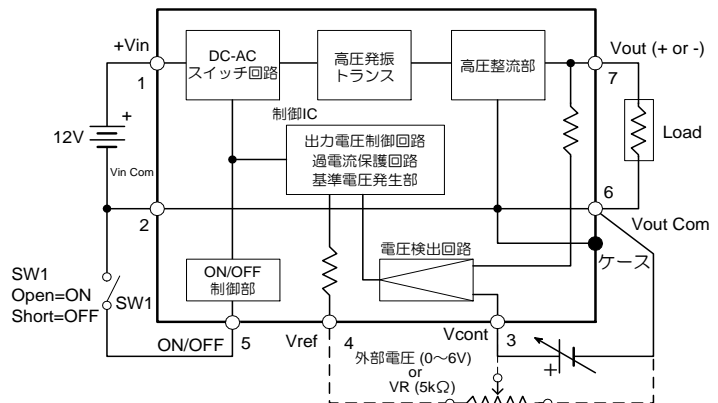 +Vin
1
DC-AC
スイッチ回路
高圧発振
トランス
高圧整流部
Vout (+ or -)
7
12V
+
Vin Com
制御IC
出力電圧制御回路
過電流保護回路
基準電圧発生部
Load
2
6
Vout Com
ケース
SW1
Open=ON
Short=OFF
SW1
ON/OFF
制御部
電圧検出回路
ON/OFF
5
Vref
4
Vcont
3
外部電圧 (0〜6V)
or
VR (5kΩ)
+